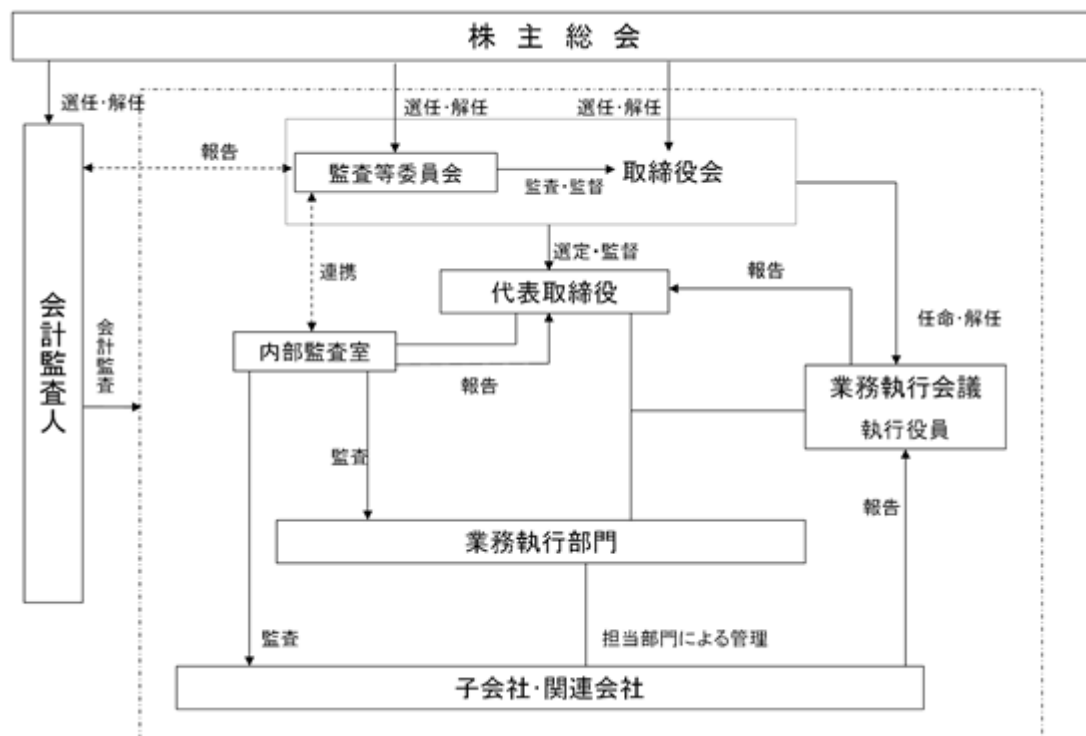 株主総会
選任・解任
選任・解任
選任・解任
報告
監査等委員会
監査・監督
取締役会
選定・監督
連携
代表取締役
報告
任命・解任
会計監査人
会計監査
内部監査室
報告
業務執行会議
執行役員
監査
報告
業務執行部門
監査
担当部門による管理
子会社・関連会社